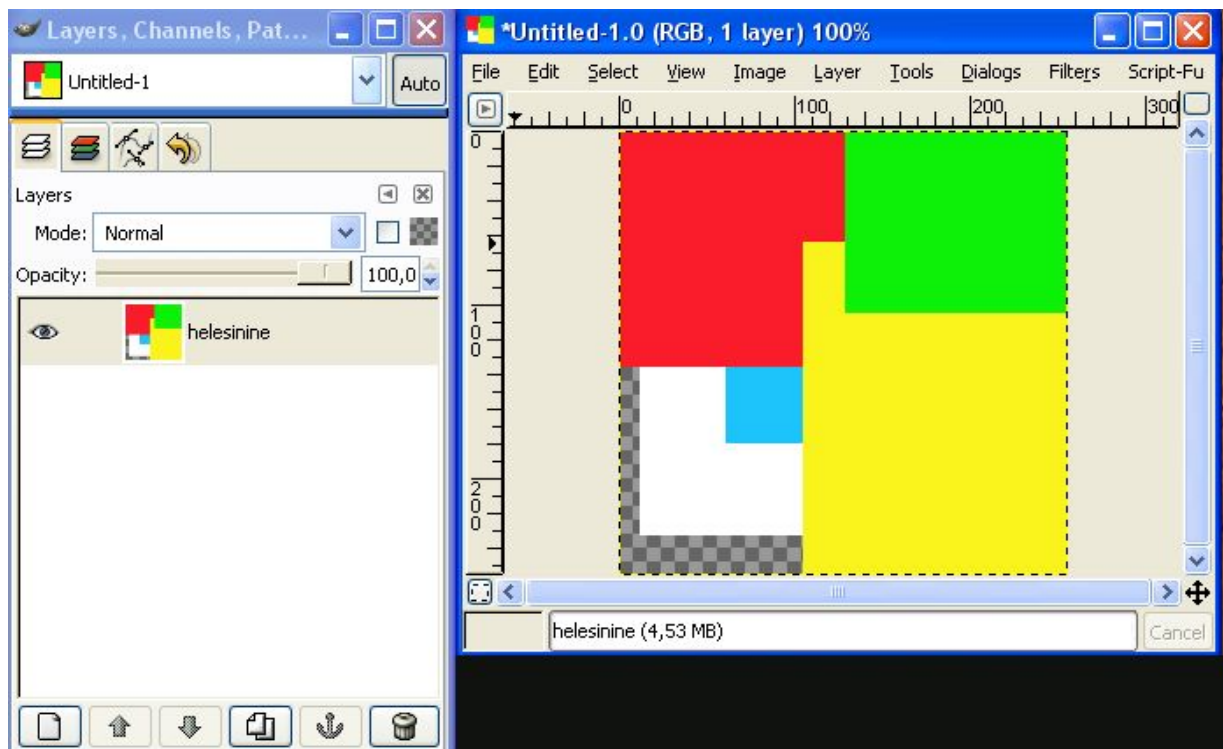 Layers, Channels, Pat...
Untitled-1
Auto
Layers
Mode: Normal
Opacity: 100,0
helesinine
*Untitled-1.0 (RGB, 1 layer) 100%
File Edit Select View Image Layer Tools Dialogs Filters Script-Fu
0 100 200 300
0
100
200
helesinine (4,53 MB)
Cancel